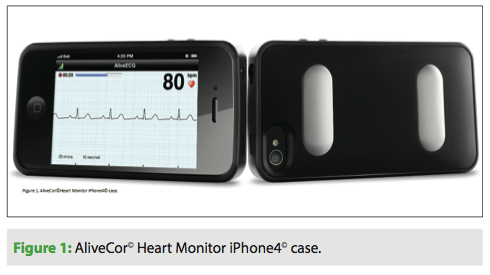 4:20 PM
AliveECG
80 bpm
25 mm/s 10 mm/mV
Figure 1. AliveCor©Heart Monitor iPhone4© case.
Figure 1: AliveCor© Heart Monitor iPhone4© case.